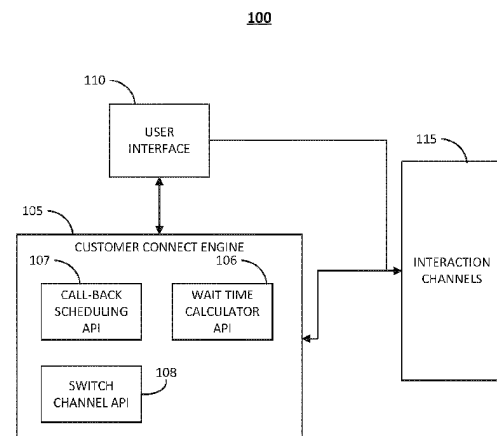 100
110
USER
INTERFACE
115
INTERACTION
CHANNELS
105
CUSTOMER CONNECT ENGINE
107
106
CALL-BACK
SCHEDULING
API
WAIT TIME
CALCULATOR
API
SWITCH
CHANNEL API
108